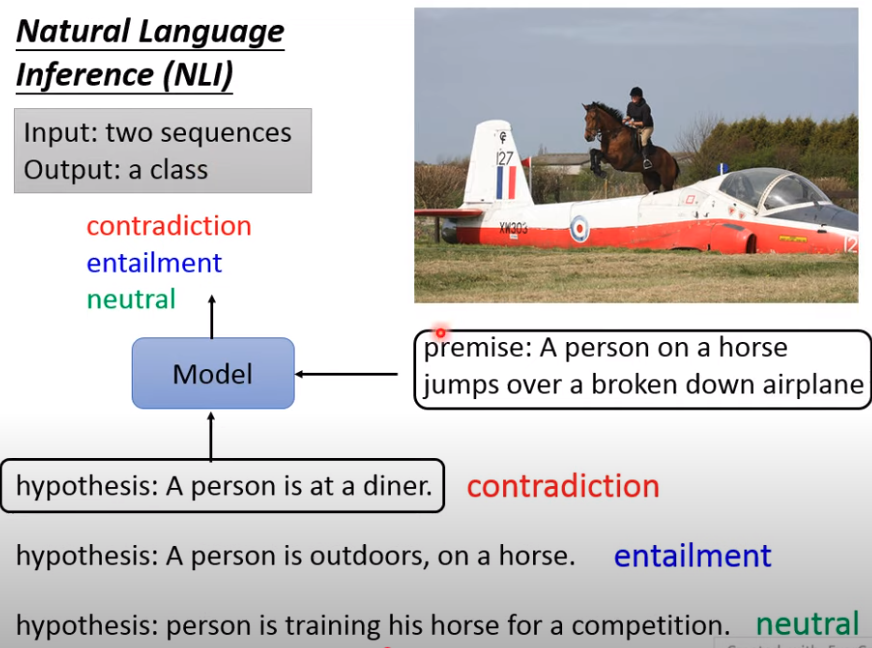 Natural Language
Inference (NLI)
Input: two sequences
Output: a class
contradiction
entailment
neutral
Model
127
XM303
12
premise: A person on a horse
jumps over a broken down airplane
hypothesis: A person is at a diner. contradiction
hypothesis: A person is outdoors, on a horse. entailment
hypothesis: person is training his horse for a competition. neutral